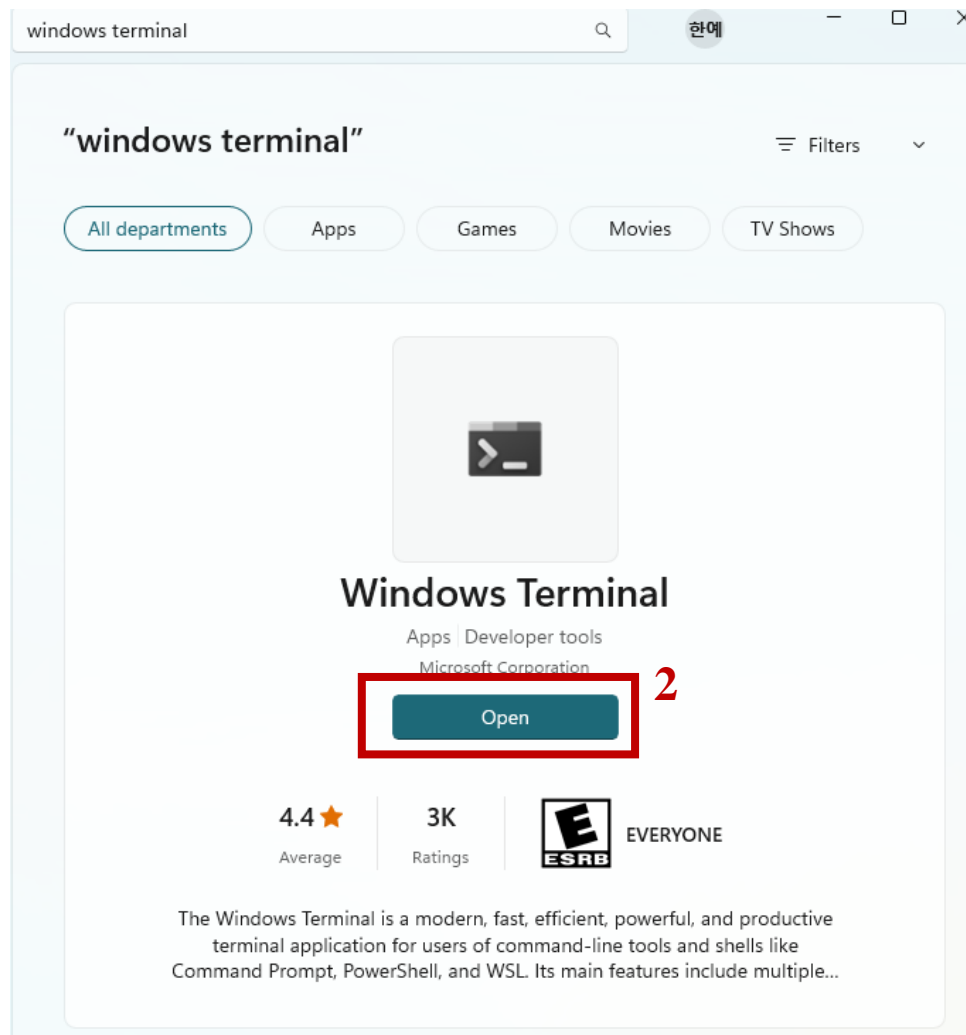 windows terminal
한예
“windows terminal”
Filters
All departments
Apps
Games
Movies
TV Shows
Windows Terminal
Apps Developer tools
Microsoft Corporation
2
Open
4.4
3K
E
ESRB
EVERYONE
Average
Ratings
The Windows Terminal is a modern, fast, efficient, powerful, and productive
terminal application for users of command-line tools and shells like
Command Prompt, PowerShell, and WSL. Its main features include multiple...